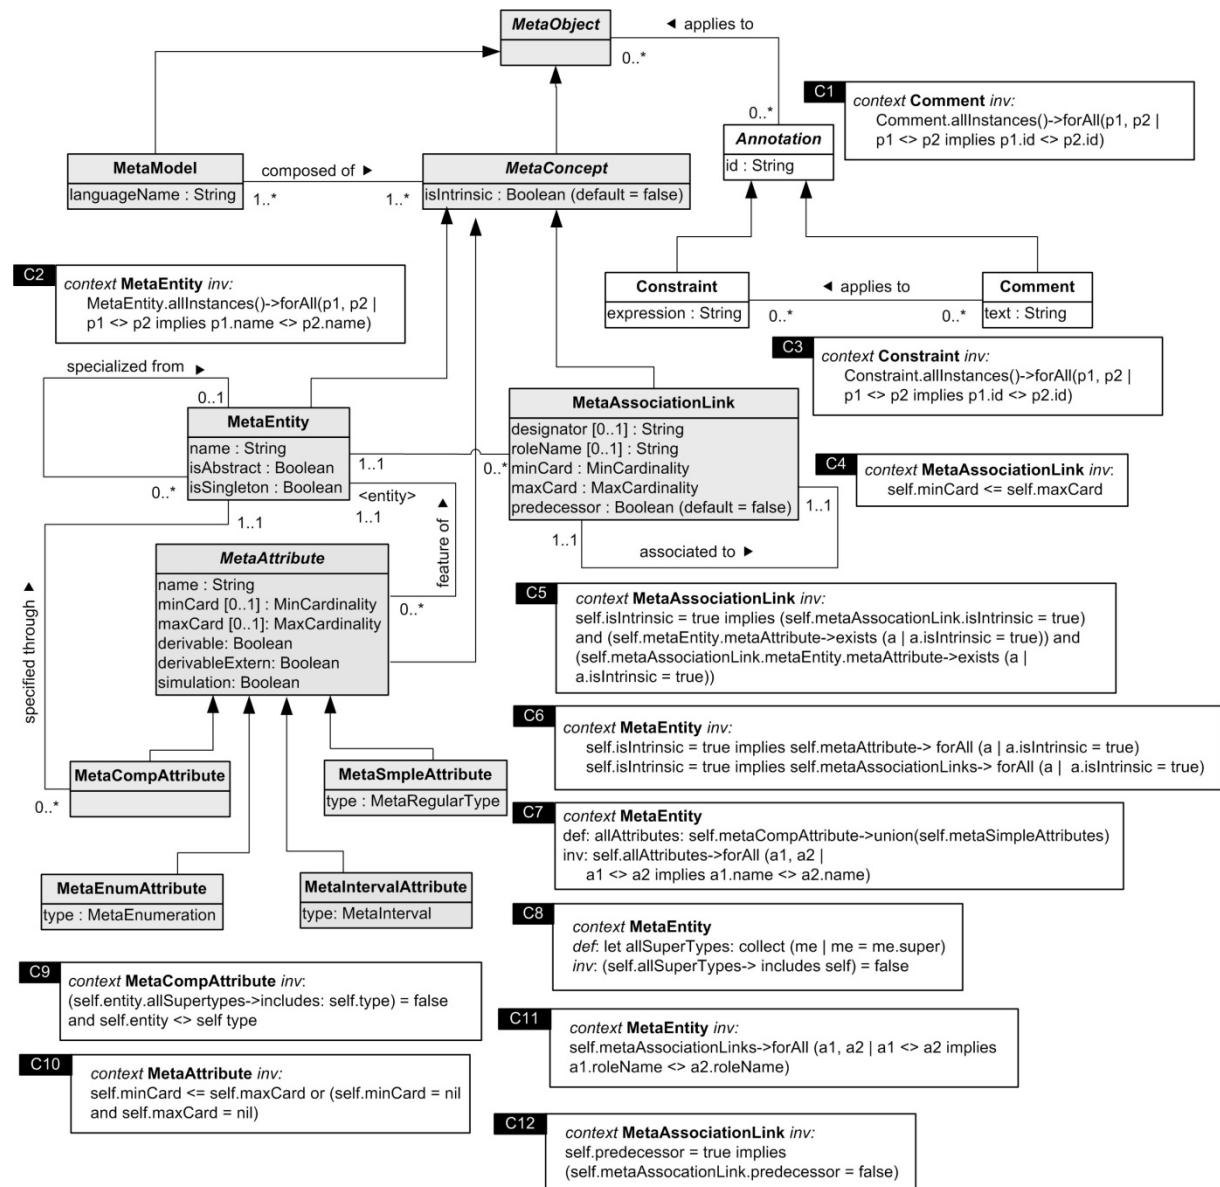 MetaObject
◄ applies to
0..*
0..*
C1
context Comment inv:
Comment.allInstances()->forAll(p1, p2 |
p1 <> p2 implies p1.id <> p2.id)
Annotation
id : String
MetaModel
languageName : String
composed of ►
1..*
1..*
MetaConcept
isIntrinsic : Boolean (default = false)
C2
context MetaEntity inv:
MetaEntity.allInstances()->forAll(p1, p2 |
p1 <> p2 implies p1.name <> p2.name)
Constraint
expression : String
◄ applies to
0..*
0..*
Comment
text : String
C3
context Constraint inv:
Constraint.allInstances()->forAll(p1, p2 |
p1 <> p2 implies p1.id <> p2.id)
specialized from ►
0..1
0..*
MetaEntity
name : String
isAbstract : Boolean
isSingleton : Boolean
1..1
0..*
<entity>
1..1
1..1
MetaAssociationLink
designator [0..1] : String
roleName [0..1] : String
minCard : MinCardinality
maxCard : MaxCardinality
predecessor : Boolean (default = false)
1..1
1..1
associated to ►
C4
context MetaAssociationLink inv:
self.minCard <= self.maxCard
feature of ►
0..*
MetaAttribute
name : String
minCard [0..1] : MinCardinality
maxCard [0..1]: MaxCardinality
derivable: Boolean
derivableExtern: Boolean
simulation: Boolean
specified through ►
0..*
C5
context MetaAssociationLink inv:
self.isIntrinsic = true implies (self.metaAssocationLink.isIntrinsic = true)
and (self.metaEntity.metaAttribute->exists (a | a.isIntrinsic = true)) and
(self.metaAssociationLink.metaEntity.metaAttribute->exists (a |
a.isIntrinsic = true))
C6
context MetaEntity inv:
self.isIntrinsic = true implies self.metaAttribute-> forAll (a | a.isIntrinsic = true)
self.isIntrinsic = true implies self.metaAssociationLinks-> forAll (a | a.isIntrinsic = true)
MetaCompAttribute
MetaSmpleAttribute
type : MetaRegularType
C7
context MetaEntity
def: allAttributes: self.metaCompAttribute->union(self.metaSimpleAttributes)
inv: self.allAttributes->forAll (a1, a2 |
a1 <> a2 implies a1.name <> a2.name)
MetaEnumAttribute
type : MetaEnumeration
MetaIntervalAttribute
type: MetaInterval
C8
context MetaEntity
def: let allSuperTypes: collect (me | me = me.super)
inv: (self.allSuperTypes-> includes self) = false
C9
context MetaCompAttribute inv:
(self.entity.allSupertypes->includes: self.type) = false
and self.entity <> self type
C11
context MetaEntity inv:
self.metaAssociationLinks->forAll (a1, a2 | a1 <> a2 implies
a1.roleName <> a2.roleName)
C10
context MetaAttribute inv:
self.minCard <= self.maxCard or (self.minCard = nil
and self.maxCard = nil)
C12
context MetaAssociationLink inv:
self.predecessor = true implies
(self.metaAssocationLink.predecessor = false)